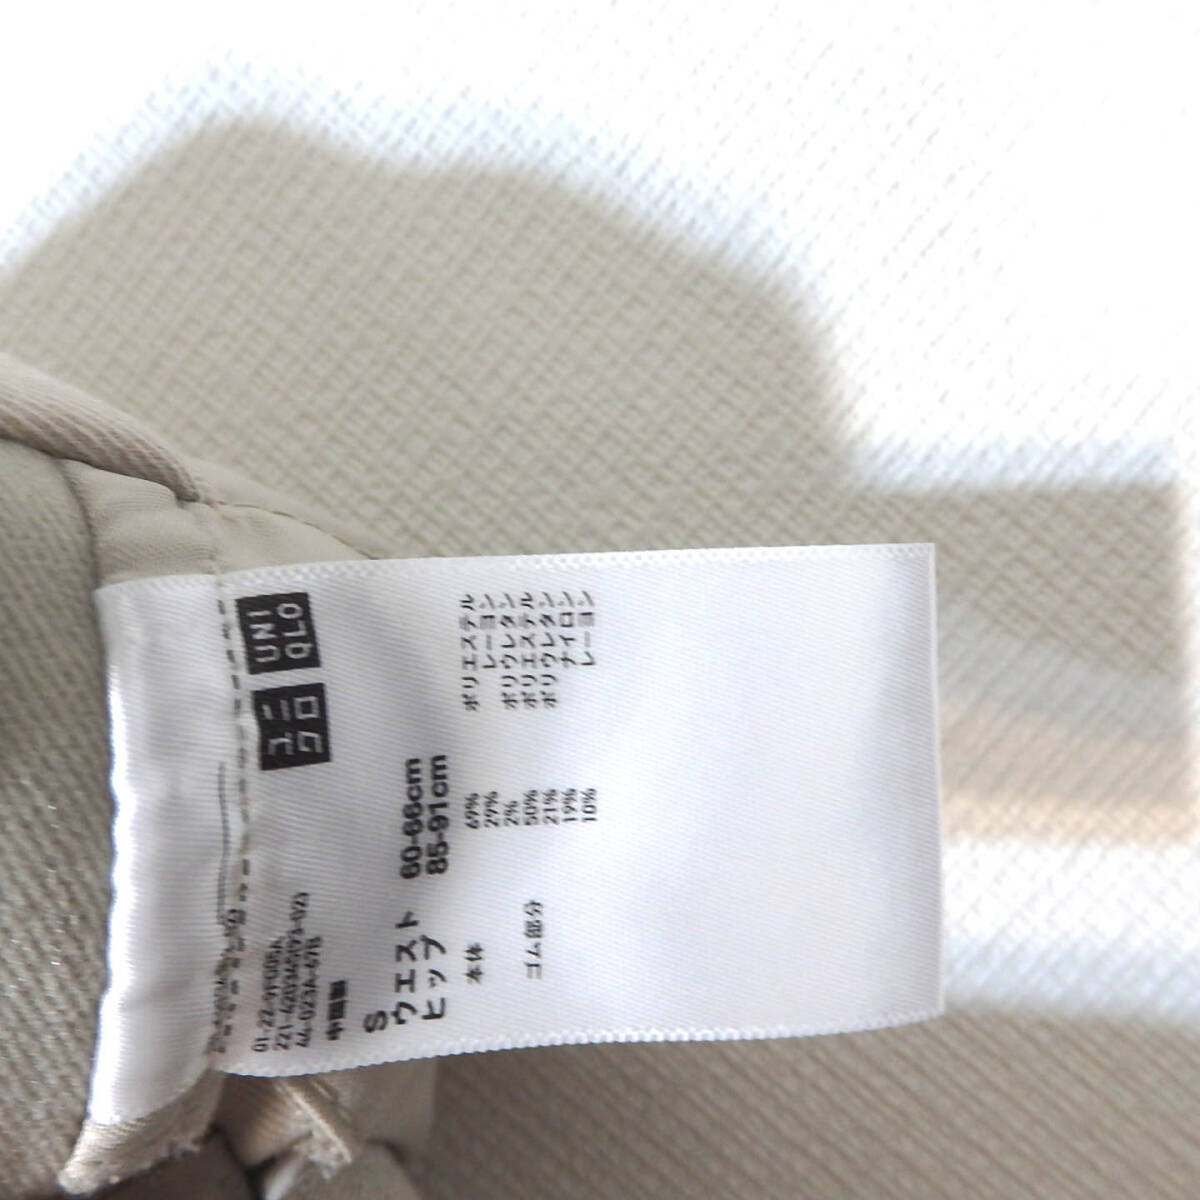 UNI
QLO
ユニ
クロ
中国製
S
ウエスト 60-66cm
ヒップ 85-91cm
本体 ポリエステル 69%
レーヨン 29%
ポリウレタン 2%
ゴム部分 ポリエステル 50%
ポリウレタン 21%
ナイロン 19%
レーヨン 10%